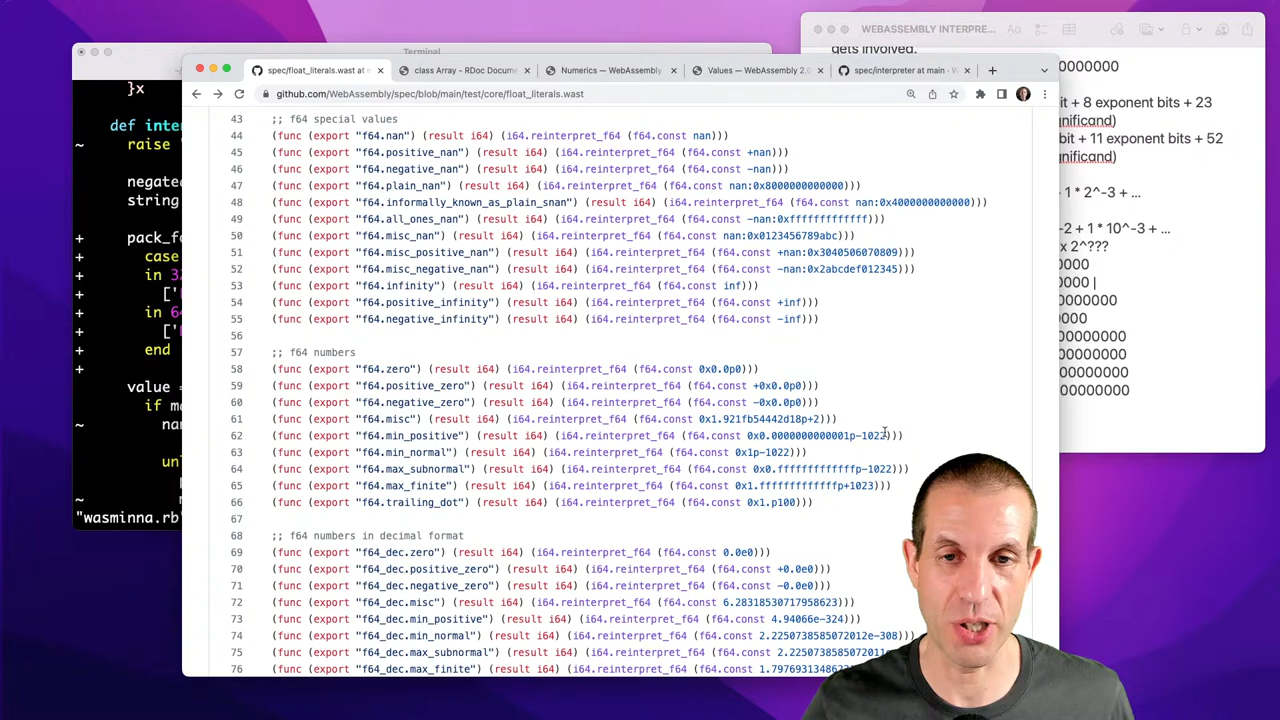 Terminal
WEBASSEMBLY INTERPRE...
gets involved.
0000000
it + 8 exponent bits + 23
gnificand)
bit + 11 exponent bits + 52
gnificand)
1 * 2^-3 + ...
-2 + 1 * 10^-3 + ...
x 2^???
0000
0000 |
00000000
0000
000000000
000000000
0000000000
0000000000
}x
def inter
~ raise '
negated
string
+ pack_fo
+ case
+ in 32
+ ['
+ in 64
+ ['
+ end
+
value =
if ma
~ nan
unl
~
"wasminna.rb"
spec/float_literals.wast at m
class Array - RDoc Docume
Numerics — WebAssembly
Values — WebAssembly 2.0
spec/interpreter at main · W
github.com/WebAssembly/spec/blob/main/test/core/float_literals.wast
43 ;; f64 special values
44 (func (export "f64.nan") (result i64) (i64.reinterpret_f64 (f64.const nan)))
45 (func (export "f64.positive_nan") (result i64) (i64.reinterpret_f64 (f64.const +nan)))
46 (func (export "f64.negative_nan") (result i64) (i64.reinterpret_f64 (f64.const -nan)))
47 (func (export "f64.plain_nan") (result i64) (i64.reinterpret_f64 (f64.const nan:0x8000000000000)))
48 (func (export "f64.informally_known_as_plain_snan") (result i64) (i64.reinterpret_f64 (f64.const nan:0x4000000000000)))
49 (func (export "f64.all_ones_nan") (result i64) (i64.reinterpret_f64 (f64.const -nan:0xfffffffffffff)))
50 (func (export "f64.misc_nan") (result i64) (i64.reinterpret_f64 (f64.const nan:0x0123456789abc)))
51 (func (export "f64.misc_positive_nan") (result i64) (i64.reinterpret_f64 (f64.const +nan:0x3040506070809)))
52 (func (export "f64.misc_negative_nan") (result i64) (i64.reinterpret_f64 (f64.const -nan:0x2abcdef012345)))
53 (func (export "f64.infinity") (result i64) (i64.reinterpret_f64 (f64.const inf)))
54 (func (export "f64.positive_infinity") (result i64) (i64.reinterpret_f64 (f64.const +inf)))
55 (func (export "f64.negative_infinity") (result i64) (i64.reinterpret_f64 (f64.const -inf)))
56
57 ;; f64 numbers
58 (func (export "f64.zero") (result i64) (i64.reinterpret_f64 (f64.const 0x0.0p0)))
59 (func (export "f64.positive_zero") (result i64) (i64.reinterpret_f64 (f64.const +0x0.0p0)))
60 (func (export "f64.negative_zero") (result i64) (i64.reinterpret_f64 (f64.const -0x0.0p0)))
61 (func (export "f64.misc") (result i64) (i64.reinterpret_f64 (f64.const 0x1.921fb54442d18p+2)))
62 (func (export "f64.min_positive") (result i64) (i64.reinterpret_f64 (f64.const 0x0.0000000000001p-1022)))
63 (func (export "f64.min_normal") (result i64) (i64.reinterpret_f64 (f64.const 0x1p-1022)))
64 (func (export "f64.max_subnormal") (result i64) (i64.reinterpret_f64 (f64.const 0x0.fffffffffffffp-1022)))
65 (func (export "f64.max_finite") (result i64) (i64.reinterpret_f64 (f64.const 0x1.fffffffffffffp+1023)))
66 (func (export "f64.trailing_dot") (result i64) (i64.reinterpret_f64 (f64.const 0x1.p100)))
67
68 ;; f64 numbers in decimal format
69 (func (export "f64_dec.zero") (result i64) (i64.reinterpret_f64 (f64.const 0.0e0)))
70 (func (export "f64_dec.positive_zero") (result i64) (i64.reinterpret_f64 (f64.const +0.0e0)))
71 (func (export "f64_dec.negative_zero") (result i64) (i64.reinterpret_f64 (f64.const -0.0e0)))
72 (func (export "f64_dec.misc") (result i64) (i64.reinterpret_f64 (f64.const 6.28318530717958623)))
73 (func (export "f64_dec.min_positive") (result i64) (i64.reinterpret_f64 (f64.const 4.94066e-324)))
74 (func (export "f64_dec.min_normal") (result i64) (i64.reinterpret_f64 (f64.const 2.2250738585072012e-308)))
75 (func (export "f64_dec.max_subnormal") (result i64) (i64.reinterpret_f64 (f64.const 2.2250738585072011
76 (func (export "f64_dec.max_finite") (result i64) (i64.reinterpret_f64 (f64.const 1.79769313486231